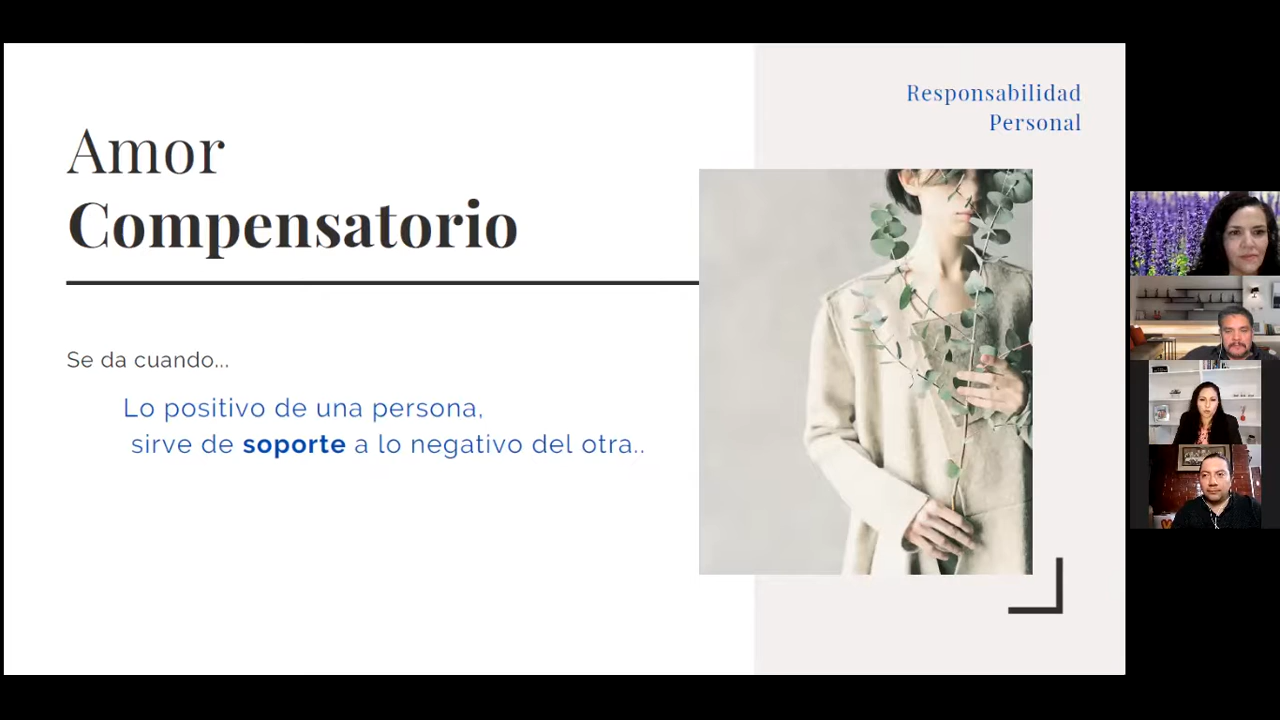 Responsabilidad
Personal
Amor
Compensatorio
Se da cuando...
Lo positivo de una persona,
sirve de soporte a lo negativo del otra..